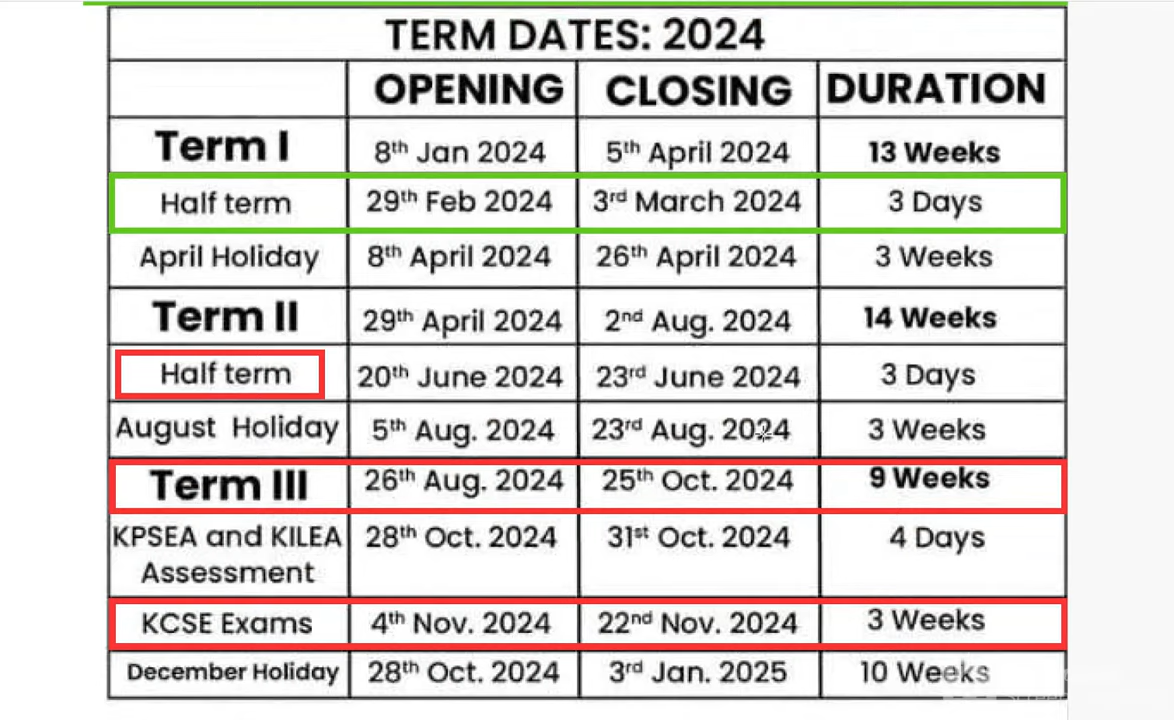 TERM DATES: 2024
OPENING CLOSING DURATION
Term I 8th Jan 2024 5th April 2024 13 Weeks
Half term 29th Feb 2024 3rd March 2024 3 Days
April Holiday 8th April 2024 26th April 2024 3 Weeks
Term II 29th April 2024 2nd Aug. 2024 14 Weeks
Half term 20th June 2024 23rd June 2024 3 Days
August Holiday 5th Aug. 2024 23rd Aug. 2024 3 Weeks
Term III 26th Aug. 2024 25th Oct. 2024 9 Weeks
KPSEA and KILEA 28th Oct. 2024 31st Oct. 2024 4 Days
Assessment
KCSE Exams 4th Nov. 2024 22nd Nov. 2024 3 Weeks
December Holiday 28th Oct. 2024 3rd Jan. 2025 10 Weeks